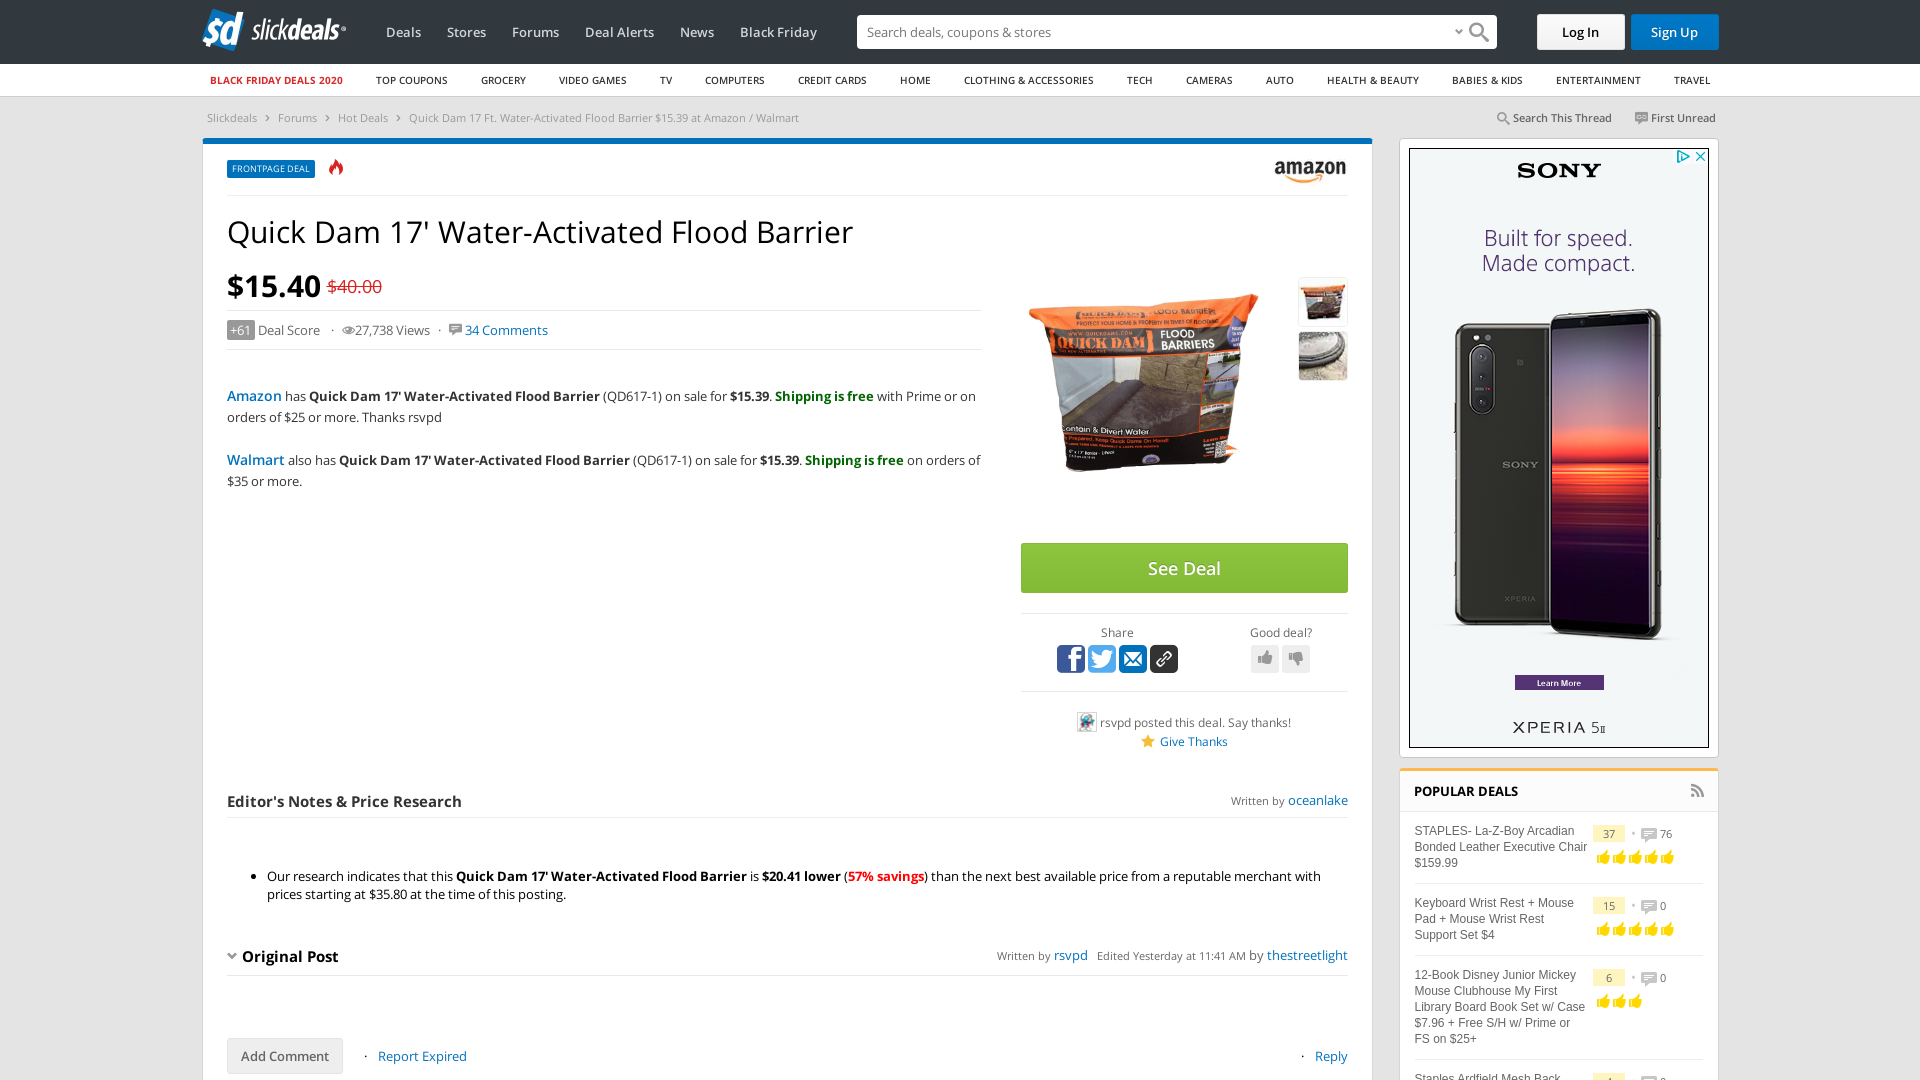 slickdeals
Deals
Stores
Forums
Deal Alerts
News
Black Friday
Search deals, coupons & stores
Log In
Sign Up
BLACK FRIDAY DEALS 2020
TOP COUPONS
GROCERY
VIDEO GAMES
TV
COMPUTERS
CREDIT CARDS
HOME
CLOTHING & ACCESSORIES
TECH
CAMERAS
AUTO
HEALTH & BEAUTY
BABIES & KIDS
ENTERTAINMENT
TRAVEL
Slickdeals › Forums › Hot Deals › Quick Dam 17 Ft. Water-Activated Flood Barrier $15.39 at Amazon / Walmart
Search This Thread
First Unread
FRONTPAGE DEAL
amazon
Quick Dam 17' Water-Activated Flood Barrier
$15.40 $40.00
+61 Deal Score · 27,738 Views · 34 Comments
Amazon has Quick Dam 17' Water-Activated Flood Barrier (QD617-1) on sale for $15.39. Shipping is free with Prime or on
orders of $25 or more. Thanks rsvpd
Walmart also has Quick Dam 17' Water-Activated Flood Barrier (QD617-1) on sale for $15.39. Shipping is free on orders of
$35 or more.
QUICK DAM
FLOOD
BARRIERS
Contain & Divert Water
See Deal
Share
Good deal?
rsvpd posted this deal. Say thanks!
Give Thanks
Editor's Notes & Price Research
Written by oceanlake
• Our research indicates that this Quick Dam 17' Water-Activated Flood Barrier is $20.41 lower (57% savings) than the next best available price from a reputable merchant with
prices starting at $35.80 at the time of this posting.
Original Post
Written by rsvpd Edited Yesterday at 11:41 AM by thestreetlight
Add Comment
· Report Expired
· Reply
SONY
Built for speed.
Made compact.
SONY
XPERIA
Learn More
XPERIA 5 II
POPULAR DEALS
STAPLES- La-Z-Boy Arcadian
Bonded Leather Executive Chair
$159.99
37 • 76
Keyboard Wrist Rest + Mouse
Pad + Mouse Wrist Rest
Support Set $4
15 • 0
12-Book Disney Junior Mickey
Mouse Clubhouse My First
Library Board Book Set w/ Case
$7.96 + Free S/H w/ Prime or
FS on $25+
6 • 0
Staples Ardfield Mesh Back